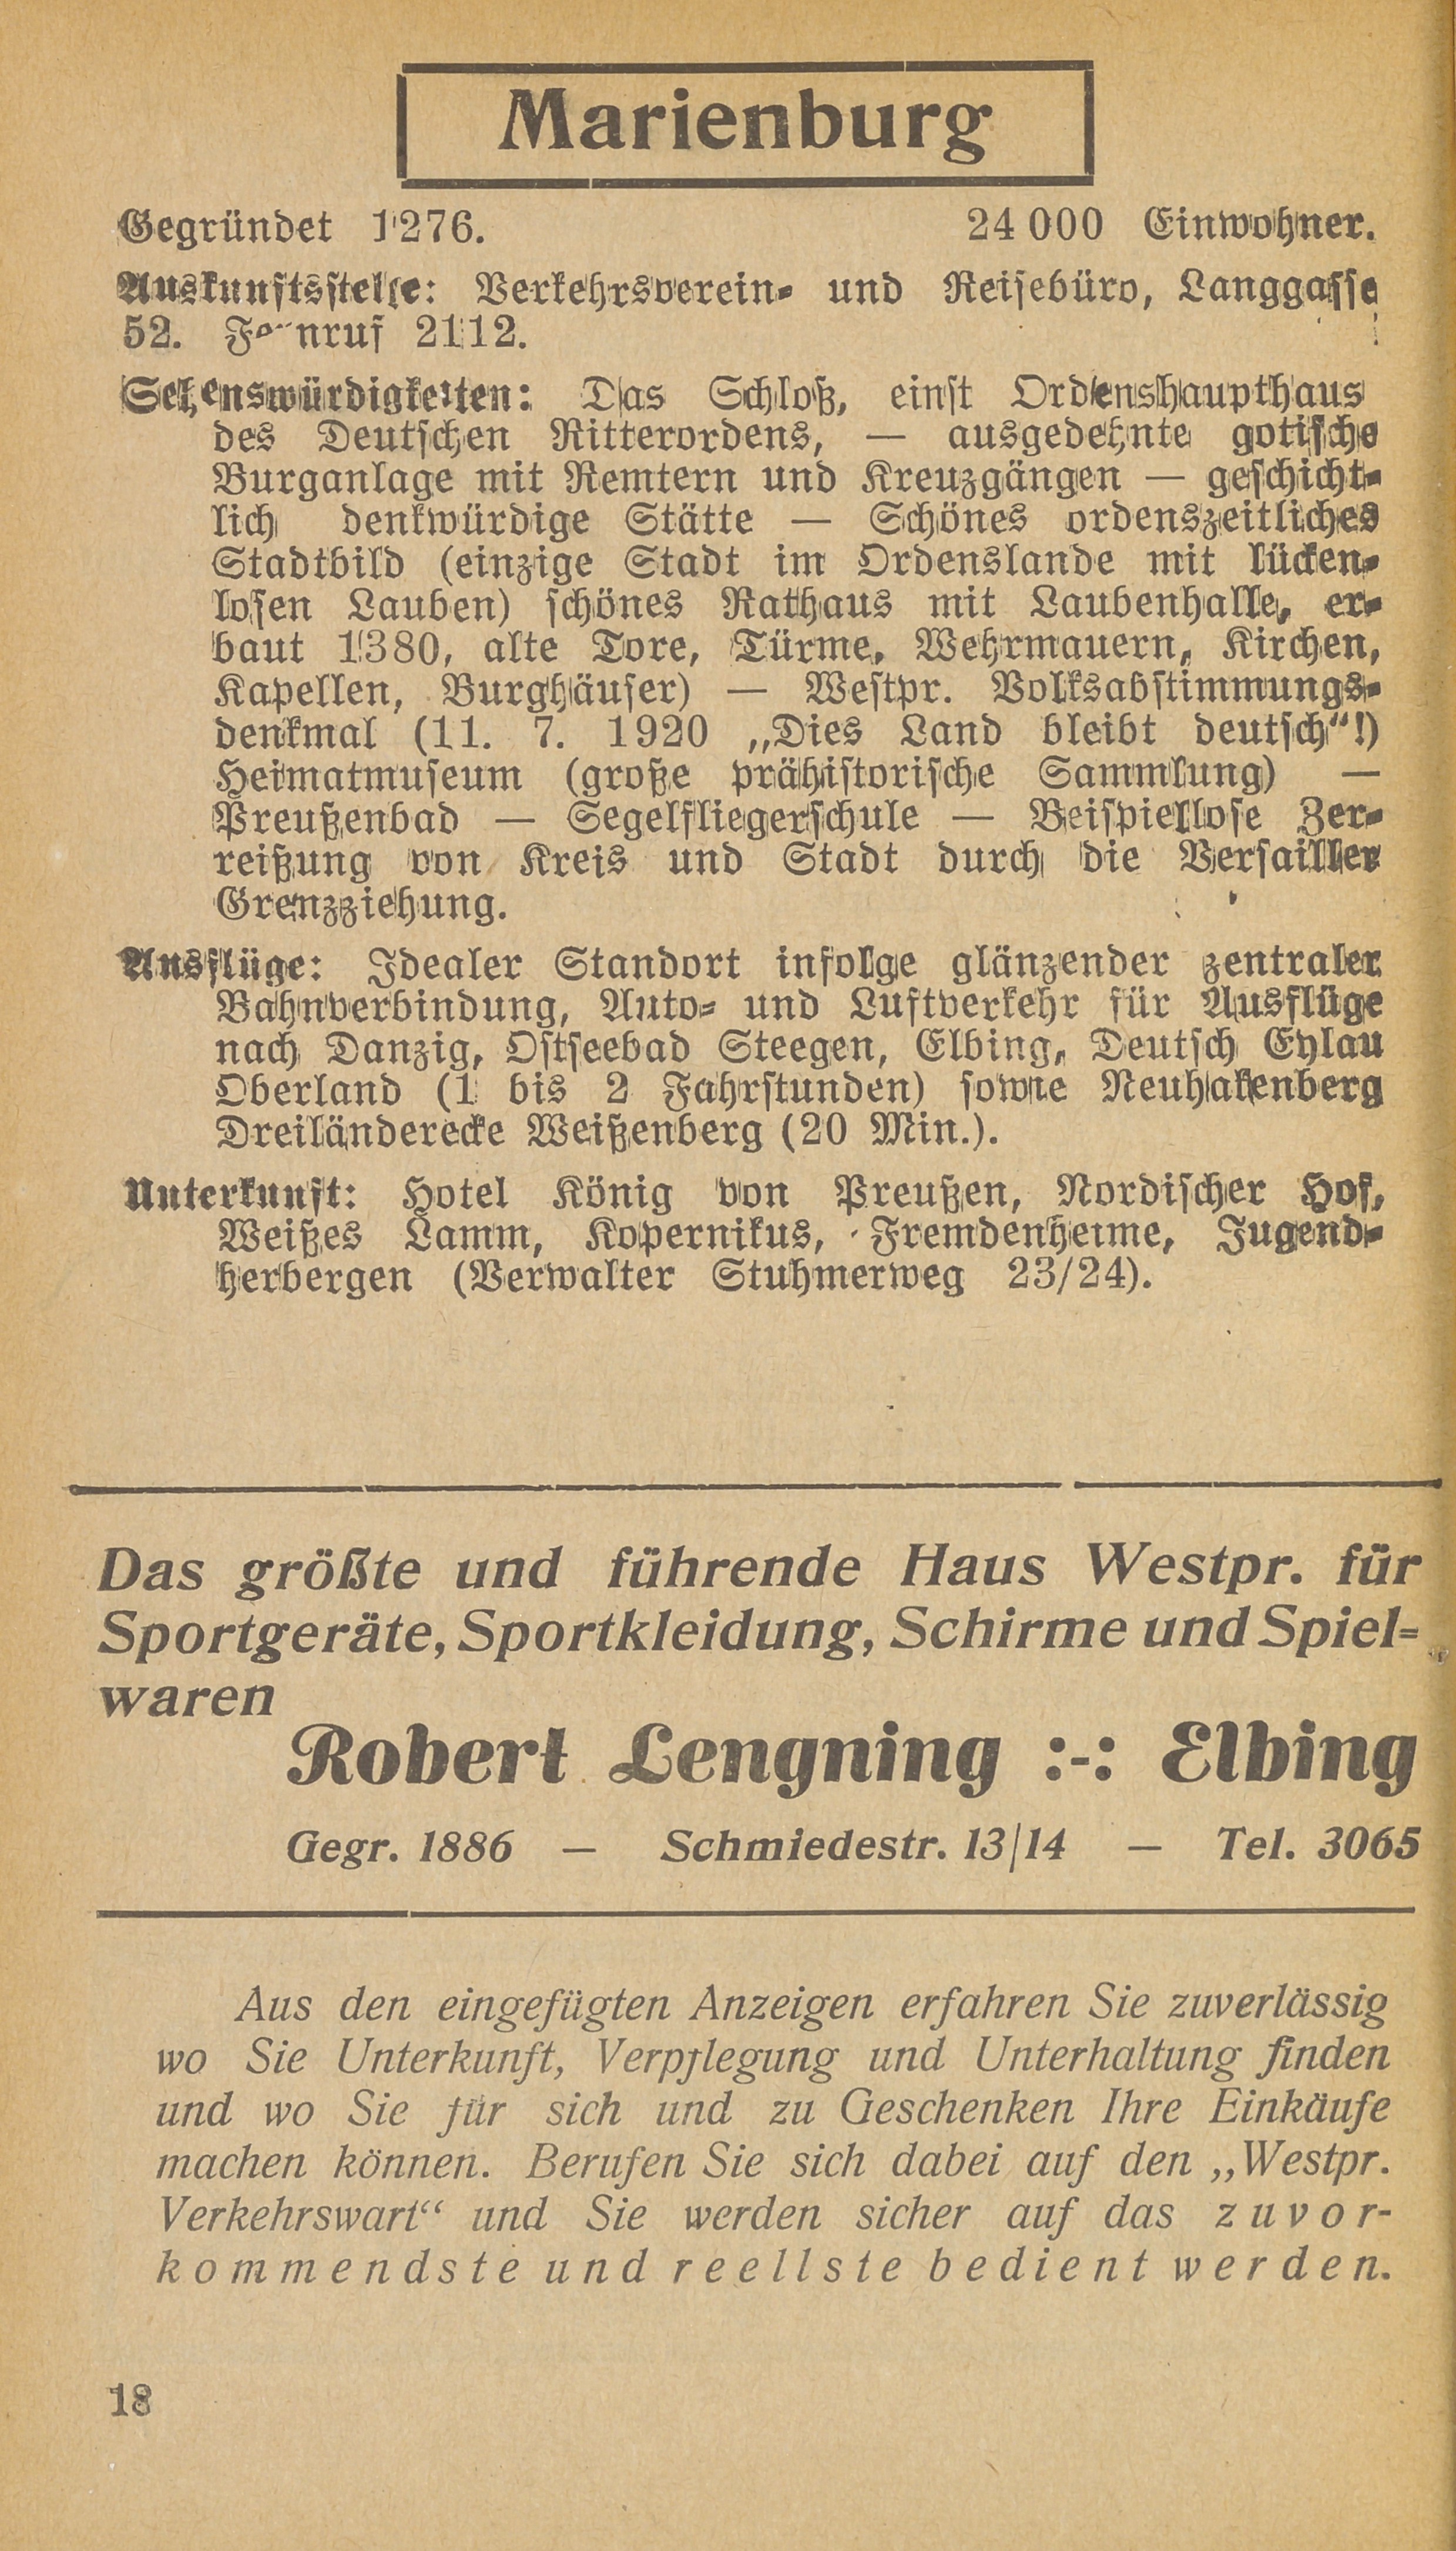 Marienburg
Gegründet 1276. 24 000 Einwohner.
Auskunftsstelle: Verkehrsverein- und Reisebüro, Langgasse
52. Fernruf 2112.
Sehenswürdigkeiten: Das Schloß, einst Ordenshaupthaus
des Deutschen Ritterordens, — ausgedehnte gotische
Burganlage mit Remtern und Kreuzgängen — geschicht-
lich denkwürdige Stätte — Schönes ordenszeitliches
Stadtbild (einzige Stadt im Ordenslande mit lücken-
losen Lauben) schönes Rathaus mit Laubenhalle, er-
baut 1380, alte Tore, Türme, Wehrmauern, Kirchen,
Kapellen, Burghäuser) — Westpr. Volksabstimmungs-
denkmal (11. 7. 1920 „Dies Land bleibt deutsch“!)
Heimatmuseum (große prähistorische Sammlung) —
Preußenbad — Segelfliegerschule — Beispiellose Zer-
reißung von Kreis und Stadt durch die Versailler
Grenzziehung.
Ausflüge: Idealer Standort infolge glänzender zentraler
Bahnverbindung, Auto- und Luftverkehr für Ausflüge
nach Danzig, Ostseebad Steegen, Elbing, Deutsch Eylau
Oberland (1 bis 2 Fahrstunden) sowie Neuhakenberg
Dreiländerecke Weißenberg (20 Min.).
Unterkunft: Hotel König von Preußen, Nordischer Hof,
Weißes Lamm, Kopernikus, Fremdenheime, Jugend-
herbergen (Verwalter Stuhmerweg 23/24).
Das größte und führende Haus Westpr. für
Sportgeräte, Sportkleidung, Schirme und Spiel-
waren
Robert Lengning :-: Elbing
Gegr. 1886 — Schmiedestr. 13/14 — Tel. 3065
Aus den eingefügten Anzeigen erfahren Sie zuverlässig
wo Sie Unterkunft, Verpflegung und Unterhaltung finden
und wo Sie für sich und zu Geschenken Ihre Einkäufe
machen können. Berufen Sie sich dabei auf den „Westpr.
Verkehrswart“ und Sie werden sicher auf das zuvor-
kommendste und reellste bedient werden.
18